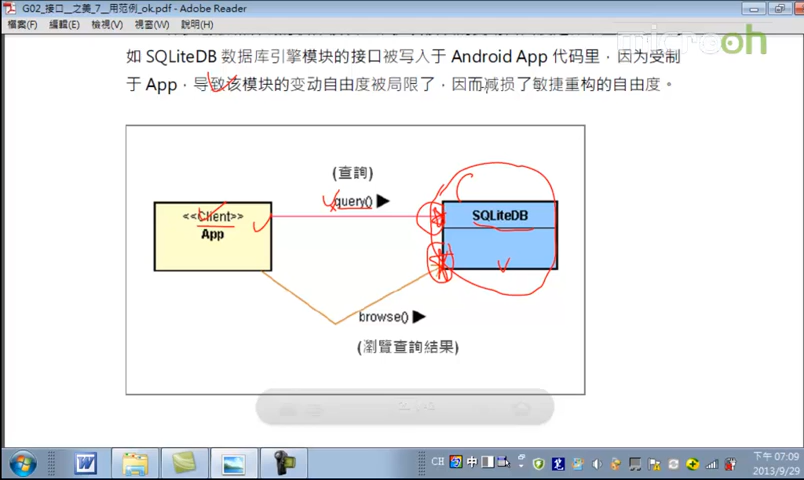 G02_接口__之美_7__用范例_ok.pdf - Adobe Reader
檔案(F) 編輯(E) 檢視(V) 視窗(W) 說明(H)
microoh
如 SQLiteDB 数据库引擎模块的接口被写入于 Android App 代码里，因为受制
于 App，导致该模块的变动自由度被局限了，因而减损了敏捷重构的自由度。
(查詢)
query()
<<Client>>
App
SQLiteDB
browse()
(瀏覽查詢結果)
CH 中
下午 07:09
2013/9/29